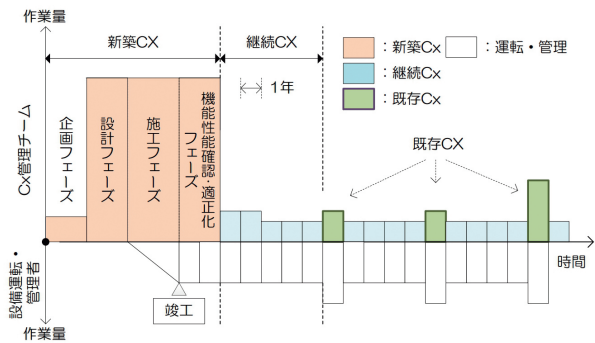 作業量
新築CX
継続CX
：新築Cx
：運転・管理
：継続Cx
：既存Cx
1年
Cx管理チーム
企画フェーズ
設計フェーズ
施工フェーズ
機能性能確認・適正化
フェーズ
既存CX
設備運転・
管理者
時間
竣工
作業量